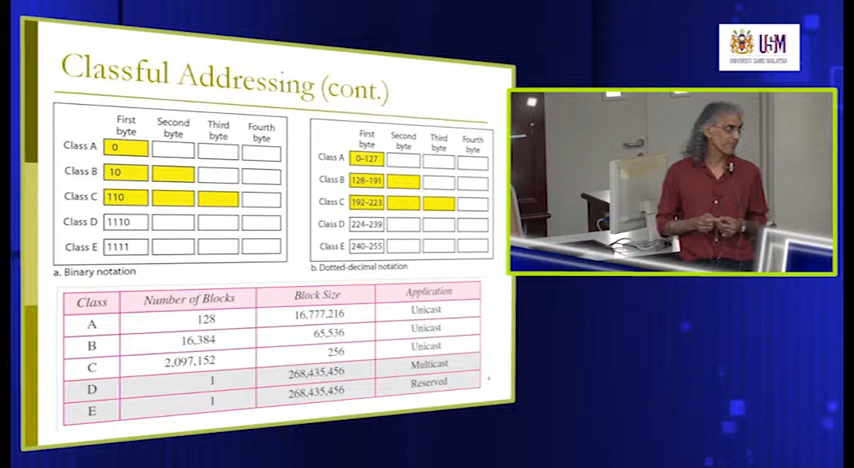 USM
UNIVERSITI SAINS MALAYSIA
Classful Addressing (cont.)
First byte Second byte Third byte Fourth byte
Class A 0
Class B 10
Class C 110
Class D 1110
Class E 1111
a. Binary notation
First byte Second byte Third byte Fourth byte
Class A 0–127
Class B 128–191
Class C 192–223
Class D 224–239
Class E 240–255
b. Dotted-decimal notation
Class Number of Blocks Block Size Application
A 128 16,777,216 Unicast
B 16,384 65,536 Unicast
C 2,097,152 256 Unicast
D 1 268,435,456 Multicast
E 1 268,435,456 Reserved